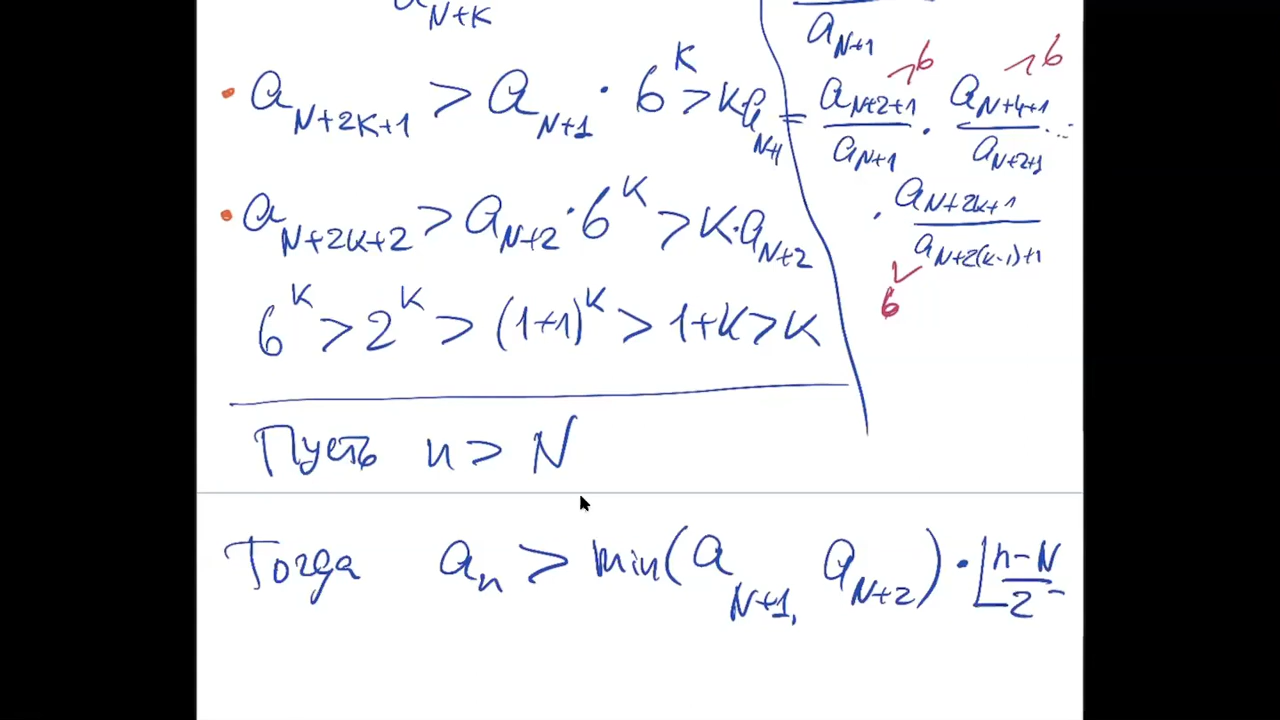 a_{N+K}
• a_{N+2K+1} > a_{N+1} · 6^K > K·a_{N+1}
• a_{N+2K+2} > a_{N+2} · 6^K > K·a_{N+2}
6^K > 2^K > (1+1)^K > 1+K > K
a_{N+1}
= a_{N+2+1} / a_{N+1} · a_{N+4+1} / a_{N+2+1} ...
>6 >6
· a_{N+2K+1} / a_{N+2(K-1)+1}
∨
6
Пусть n > N
Тогда a_n > min(a_{N+1}, a_{N+2}) · ⌊n-N / 2